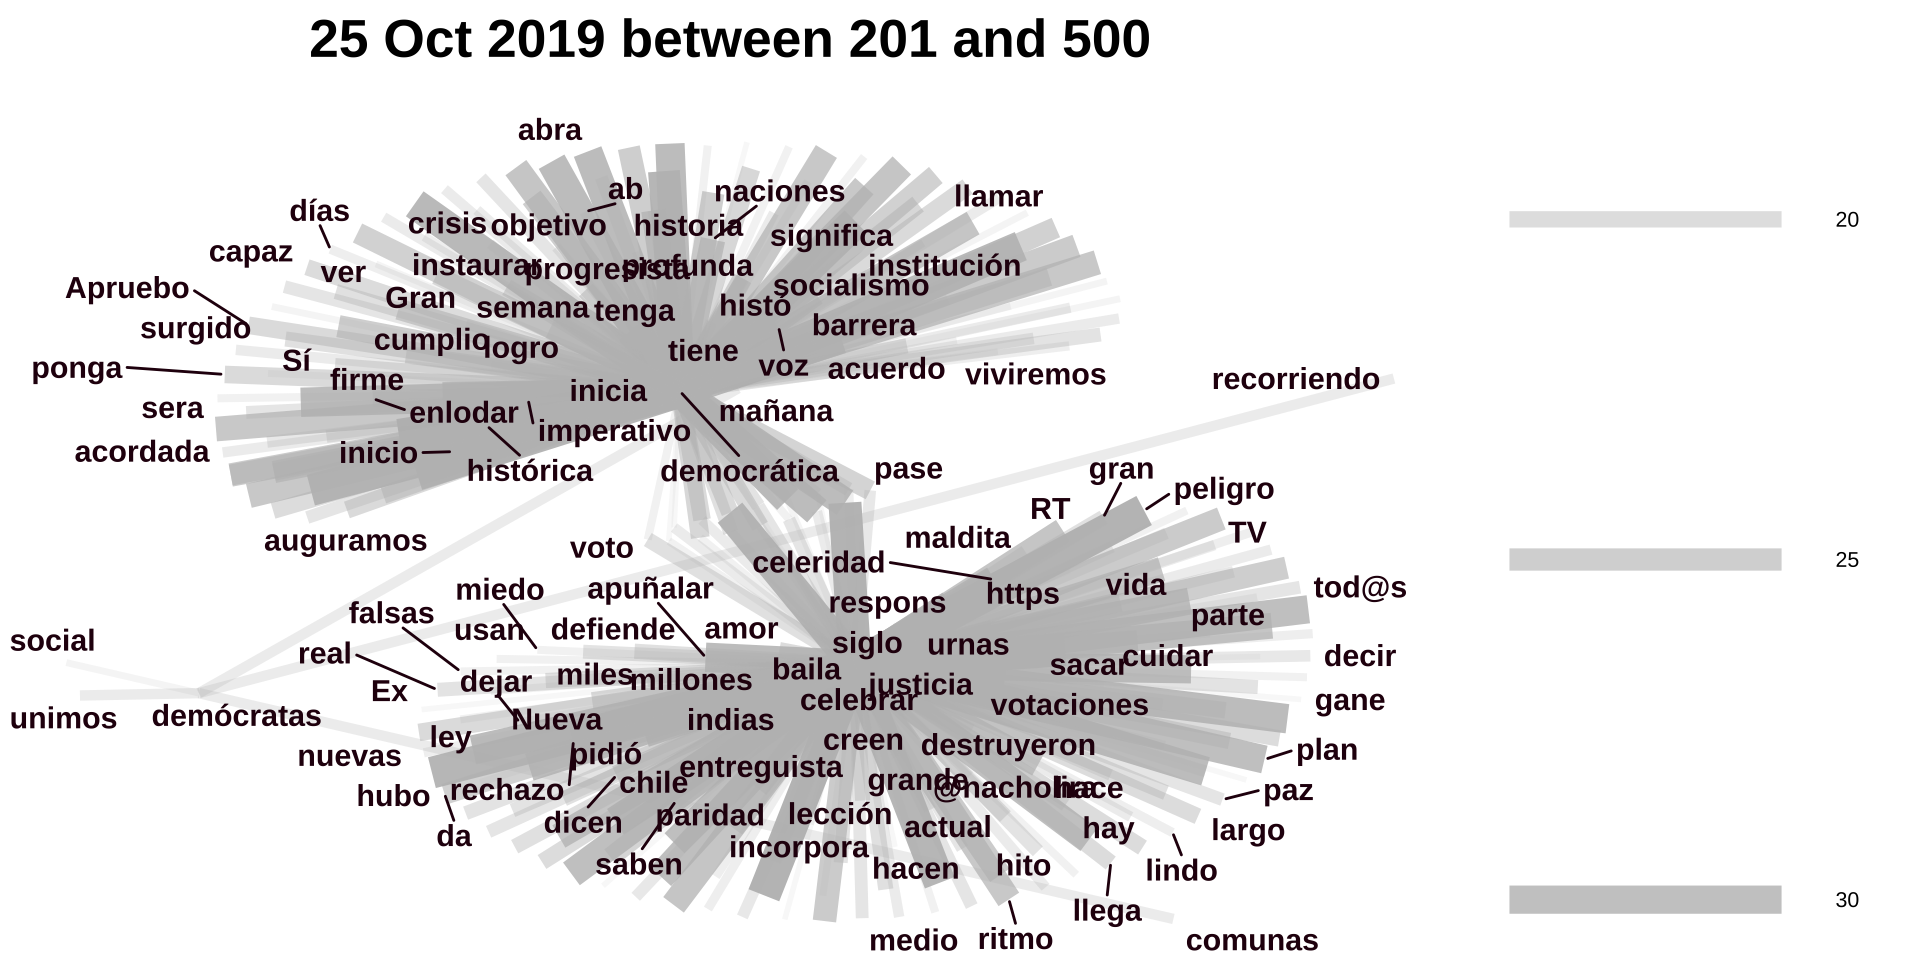 25 Oct 2019 between 201 and 500
abra
ab
naciones
llamar
días
crisis
objetivo
historia
significa
capaz
ver
instaurar
progresista
profunda
institución
Apruebo
Gran
semana
tenga
histó
socialismo
surgido
cumplio
logro
tiene
barrera
ponga
Sí
firme
inicia
voz
acuerdo
viviremos
recorriendo
sera
enlodar
imperativo
mañana
acordada
inicio
histórica
democrática
pase
gran
peligro
auguramos
voto
RT
maldita
TV
celeridad
miedo
apuñalar
respons
https
vida
tod@s
falsas
usan
defiende
amor
siglo
urnas
parte
social
real
Ex
dejar
miles
millones
baila
justicia
sacar
cuidar
decir
unimos
demócratas
Nueva
indias
celebrar
votaciones
gane
nuevas
ley
pidió
creen
destruyeron
plan
hubo
rechazo
chile
entreguista
grande
@nachohra
hace
paz
da
dicen
paridad
lección
actual
hay
largo
saben
incorpora
hacen
hito
lindo
llega
medio
ritmo
comunas
20
25
30